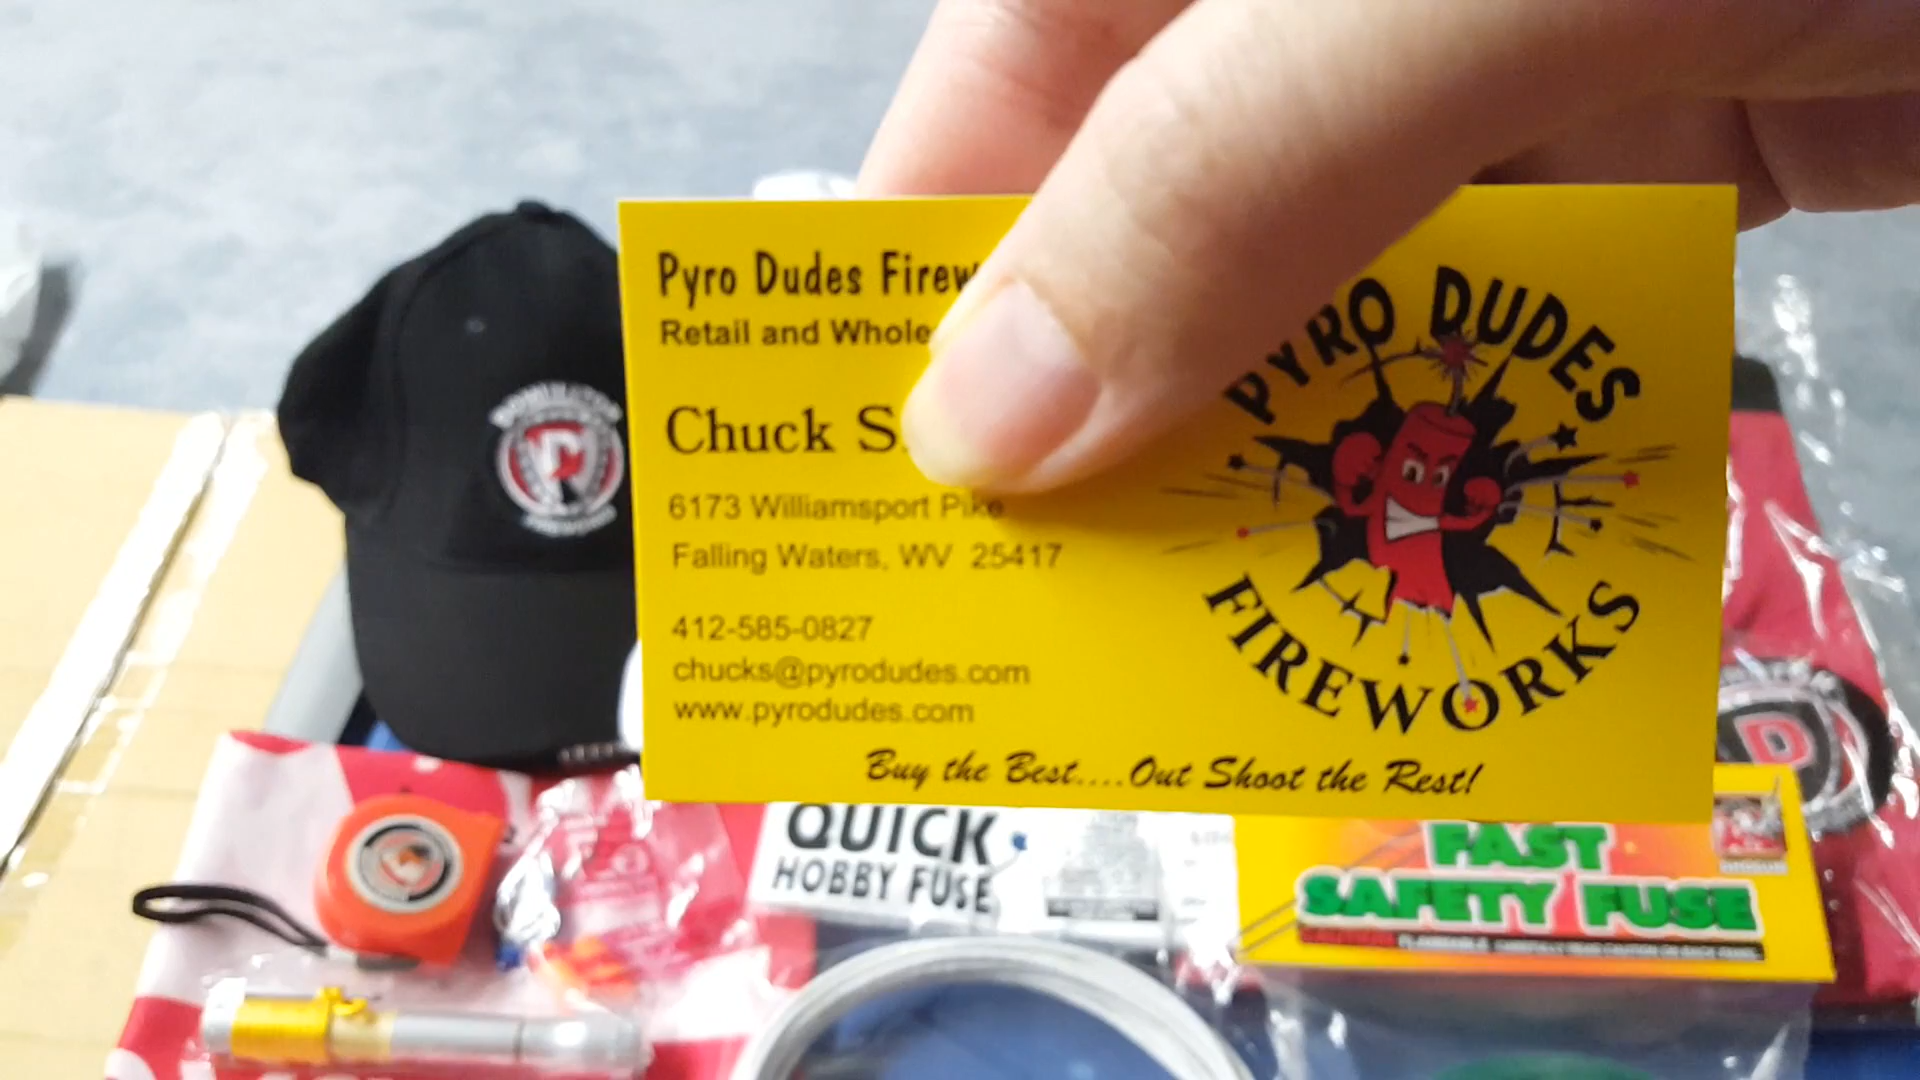 Pyro Dudes Firew
Retail and Whole
Chuck S
6173 Williamsport Pike
Falling Waters, WV 25417
412-585-0827
chucks@pyrodudes.com
www.pyrodudes.com
Buy the Best....Out Shoot the Rest!
PYRO DUDES
FIREWORKS
QUICK
HOBBY FUSE
FAST
SAFETY FUSE
D